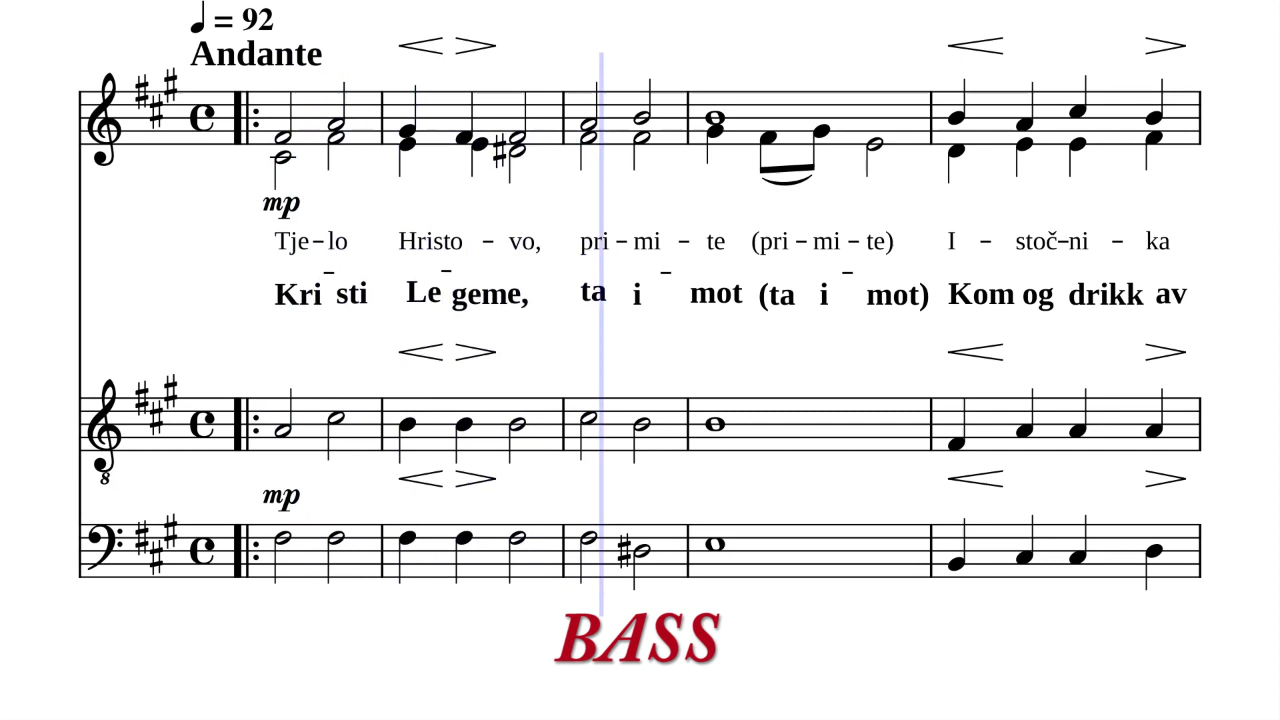 ♩ = 92
Andante
mp
Tje–lo Hristo – vo, pri–mi – te (pri–mi–te) I – stoč–ni – ka
Kri – sti Le – geme, ta i – mot (ta i – mot) Kom og drikk av
8
mp
BASS